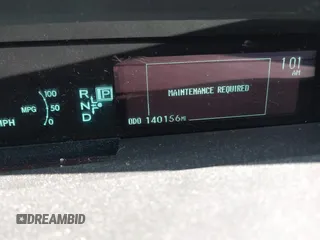 100
MPG 50
MPH 0
R P
N
D
MAINTENANCE REQUIRED
1:01
AM
ODO 140156MI
DREAMBID